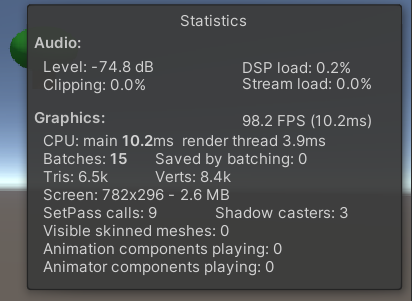 Statistics
Audio:
Level: -74.8 dB DSP load: 0.2%
Clipping: 0.0% Stream load: 0.0%
Graphics: 98.2 FPS (10.2ms)
CPU: main 10.2ms render thread 3.9ms
Batches: 15 Saved by batching: 0
Tris: 6.5k Verts: 8.4k
Screen: 782x296 - 2.6 MB
SetPass calls: 9 Shadow casters: 3
Visible skinned meshes: 0
Animation components playing: 0
Animator components playing: 0